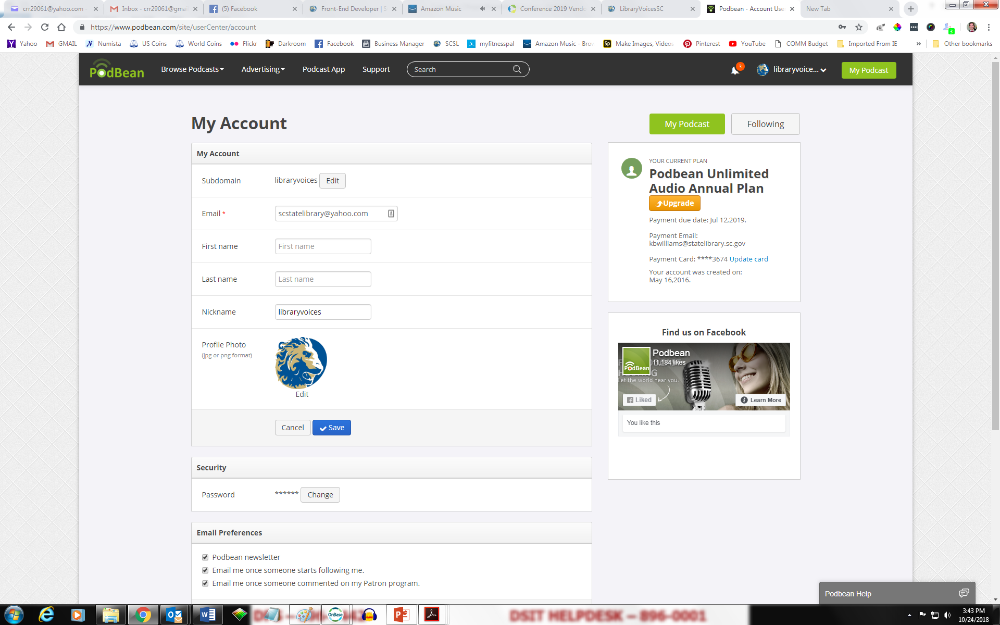 crr29061@yahoo.com -
Inbox - crr29061@gmai
(5) Facebook
Front-End Developer | S
Amazon Music
Conference 2019 Vendo
LibraryVoicesSC
Podbean - Account Use
New Tab
https://www.podbean.com/site/userCenter/account
3
Yahoo
GMAIL
Numista
US Coins
World Coins
Flickr
Darkroom
Facebook
Business Manager
SCSL
myfitnesspal
Amazon Music - Brow
Sp
Make Images, Videos
Pinterest
YouTube
COMM Budget
Imported From IE
»
Other bookmarks
PodBean
Browse Podcasts
Advertising
Podcast App
Support
Search
3
libraryvoice...
My Podcast
My Account
My Podcast
Following
My Account
Subdomain
libraryvoices
Edit
Email *
scstatelibrary@yahoo.com
First name
First name
Last name
Last name
Nickname
libraryvoices
Profile Photo
(jpg or png format)
Edit
Cancel
Save
Security
Password
******
Change
Email Preferences
Podbean newsletter
Email me once someone starts following me.
Email me once someone commented on my Patron program.
YOUR CURRENT PLAN
Podbean Unlimited
Audio Annual Plan
Upgrade
Payment due date: Jul 12,2019.
Payment Email:
kbwilliams@statelibrary.sc.gov
Payment Card: ****3674 Update card
Your account was created on:
May 16,2016.
Find us on Facebook
Podbean
11,184 likes
PodBean
Let the world hear you.
Liked
Learn More
You like this
Podbean Help
OnBase
DSIT HELPDESK – 896-0001
3:43 PM
10/24/2018